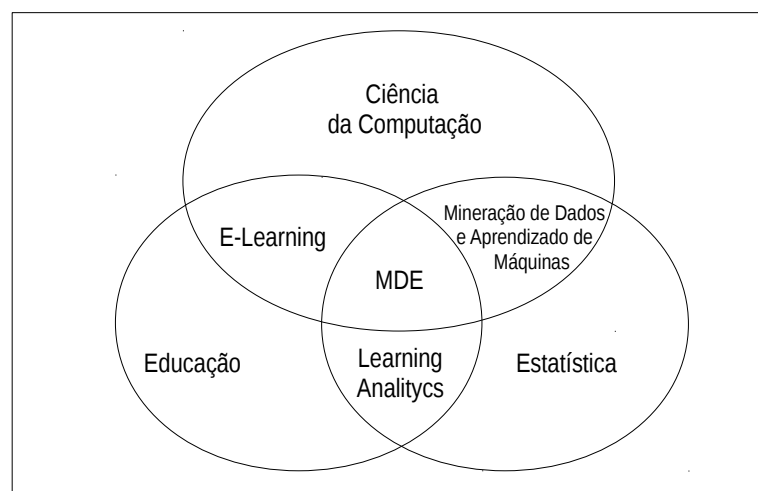 Ciência
da Computação
E-Learning
Mineração de Dados
e Aprendizado de
Máquinas
MDE
Educação
Learning
Analitycs
Estatística